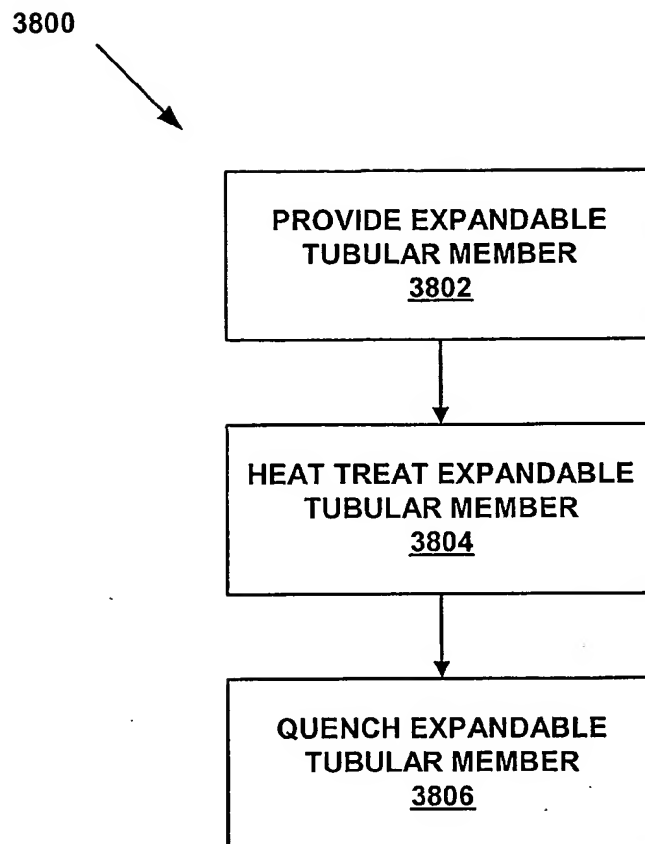 3800
PROVIDE EXPANDABLE
TUBULAR MEMBER
3802
HEAT TREAT EXPANDABLE
TUBULAR MEMBER
3804
QUENCH EXPANDABLE
TUBULAR MEMBER
3806